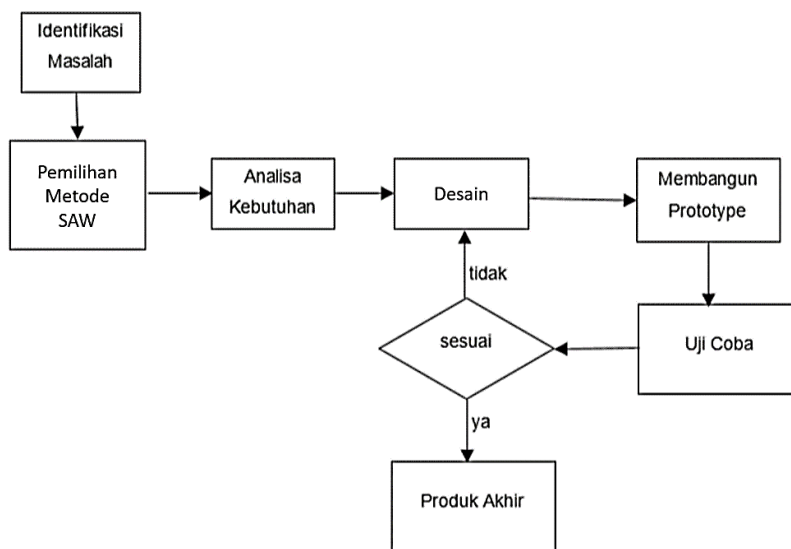 Identifikasi
Masalah
Pemilihan
Metode
SAW
Analisa
Kebutuhan
Desain
Membangun
Prototype
Uji Coba
sesuai
tidak
ya
Produk Akhir